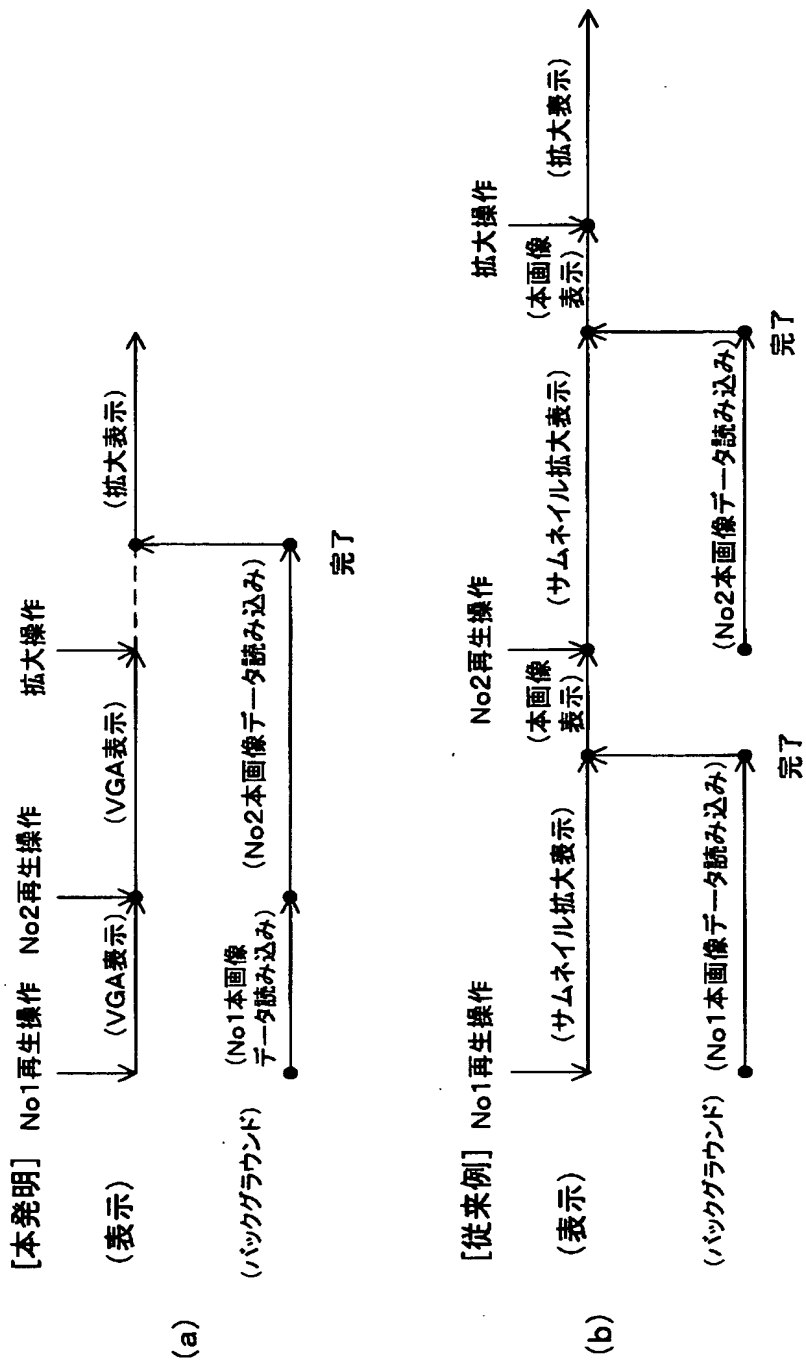 [本発明]
No1再生操作
No2再生操作
拡大操作
(表示)
(VGA表示)
(VGA表示)
(拡大表示)
(バックグラウンド)
(No1本画像
データ読み込み)
(No2本画像データ読み込み)
完了
(a)
[従来例]
No1再生操作
No2再生操作
拡大操作
(表示)
(サムネイル拡大表示)
(本画像
表示)
(サムネイル拡大表示)
(本画像
表示)
(拡大表示)
(バックグラウンド)
(No1本画像データ読み込み)
(No2本画像データ読み込み)
完了
完了
(b)